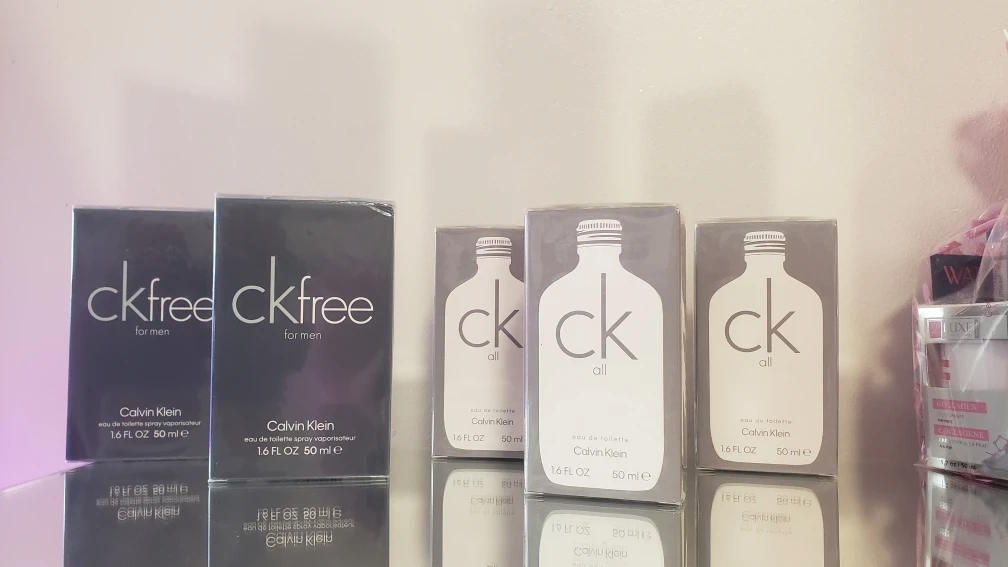 ckfree
for men
Calvin Klein
eau de toilette spray vaporisateur
1.6 FL OZ 50 ml ℮
ckfree
for men
Calvin Klein
eau de toilette spray vaporisateur
1.6 FL OZ 50 ml ℮
ck
all
eau de toilette
Calvin Klein
1.6 FL OZ 50 ml
ck
all
eau de toilette
Calvin Klein
1.6 FL OZ 50 ml ℮
ck
all
eau de toilette
Calvin Klein
1.6 FL OZ 50 ml ℮
LUXE